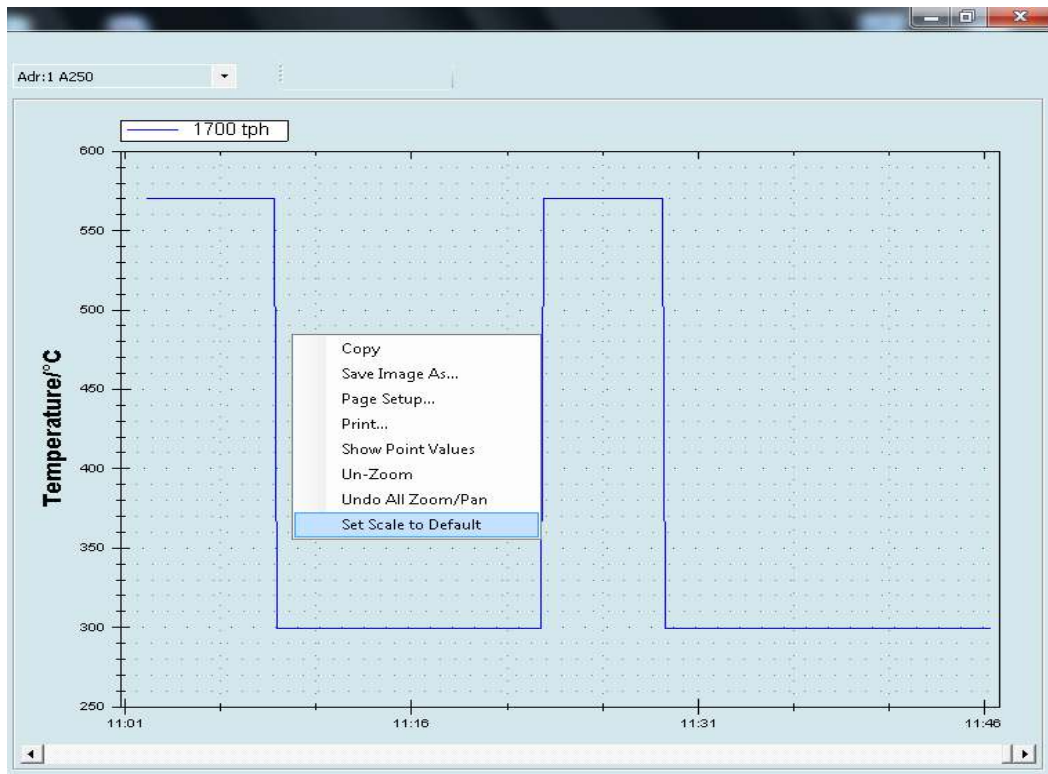 Adr:1 A250
1700 tph
600
550
500
450
400
350
300
250
Temperature/°C
Copy
Save Image As...
Page Setup...
Print...
Show Point Values
Un-Zoom
Undo All Zoom/Pan
Set Scale to Default
11:01 11:16 11:31 11:46